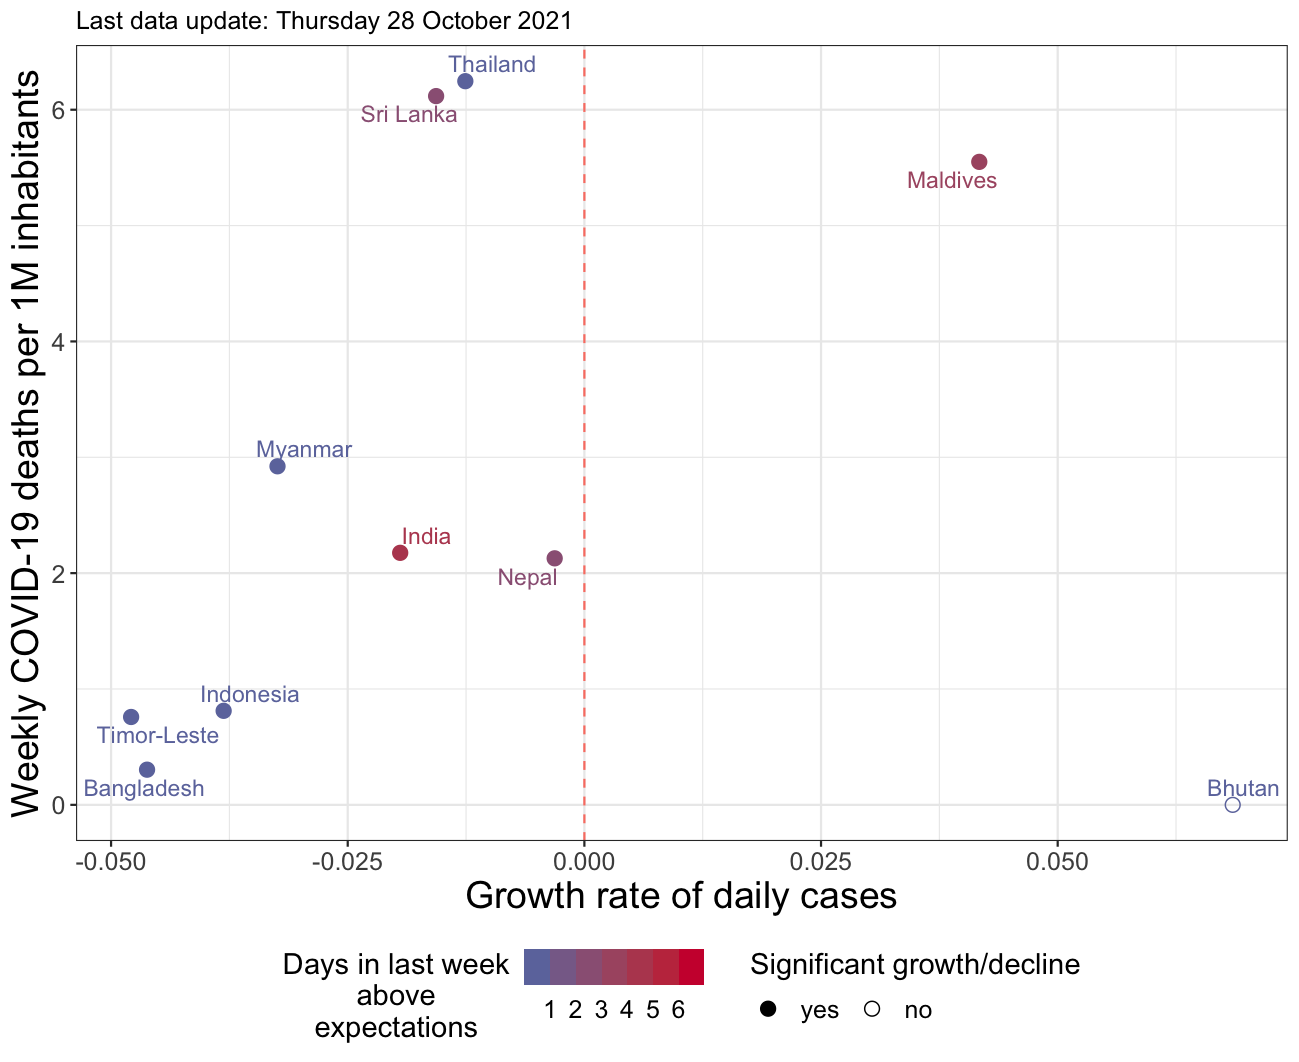 Last data update: Thursday 28 October 2021
Weekly COVID-19 deaths per 1M inhabitants
6
4
2
0
Thailand
Sri Lanka
Maldives
Myanmar
India
Nepal
Indonesia
Timor-Leste
Bangladesh
Bhutan
-0.050
-0.025
0.000
0.025
0.050
Growth rate of daily cases
Days in last week
above
expectations
1 2 3 4 5 6
Significant growth/decline
yes
no